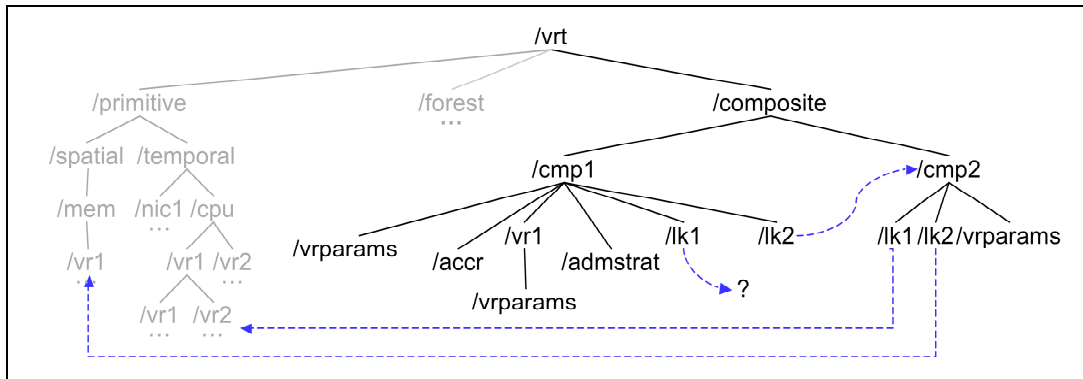 /vrt
/primitive /forest /composite
...
/spatial /temporal /cmp1 /cmp2
/mem /nic1 /cpu
...
/vrparams /accr /vr1 /admstrat /lk1 /lk2 /lk1 /lk2 /vrparams
/vr1 /vr1 /vr2
... ...
/vrparams ?
/vr1 /vr2
... ...